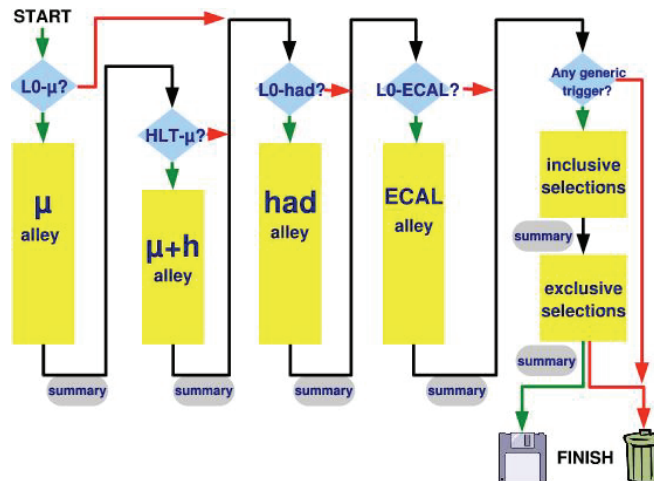 START
L0-μ?
HLT-μ?
L0-had?
L0-ECAL?
Any generic
trigger?
μ
alley
μ+h
alley
had
alley
ECAL
alley
inclusive
selections
summary
exclusive
selections
summary
summary
summary
summary
summary
FINISH